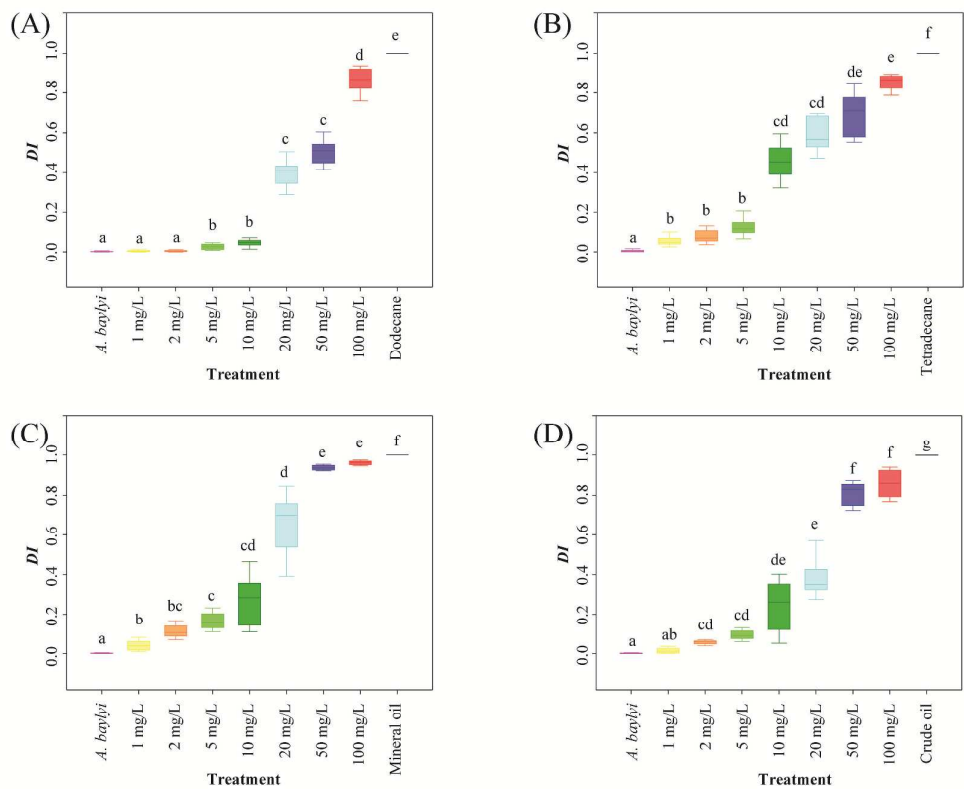 (A)
DI
1.0
0.8
0.6
0.4
0.2
0.0
a
a
a
b
b
c
c
d
e
A. baylyi
1 mg/L
2 mg/L
5 mg/L
10 mg/L
20 mg/L
50 mg/L
100 mg/L
Dodecane
Treatment
(B)
DI
1.0
0.8
0.6
0.4
0.2
0.0
a
b
b
b
cd
cd
de
e
f
A. baylyi
1 mg/L
2 mg/L
5 mg/L
10 mg/L
20 mg/L
50 mg/L
100 mg/L
Tetradecane
Treatment
(C)
DI
1.0
0.8
0.6
0.4
0.2
0.0
a
b
bc
c
cd
d
e
e
f
A. baylyi
1 mg/L
2 mg/L
5 mg/L
10 mg/L
20 mg/L
50 mg/L
100 mg/L
Mineral oil
Treatment
(D)
DI
1.0
0.8
0.6
0.4
0.2
0.0
a
ab
cd
cd
de
e
f
f
g
A. baylyi
1 mg/L
2 mg/L
5 mg/L
10 mg/L
20 mg/L
50 mg/L
100 mg/L
Crude oil
Treatment